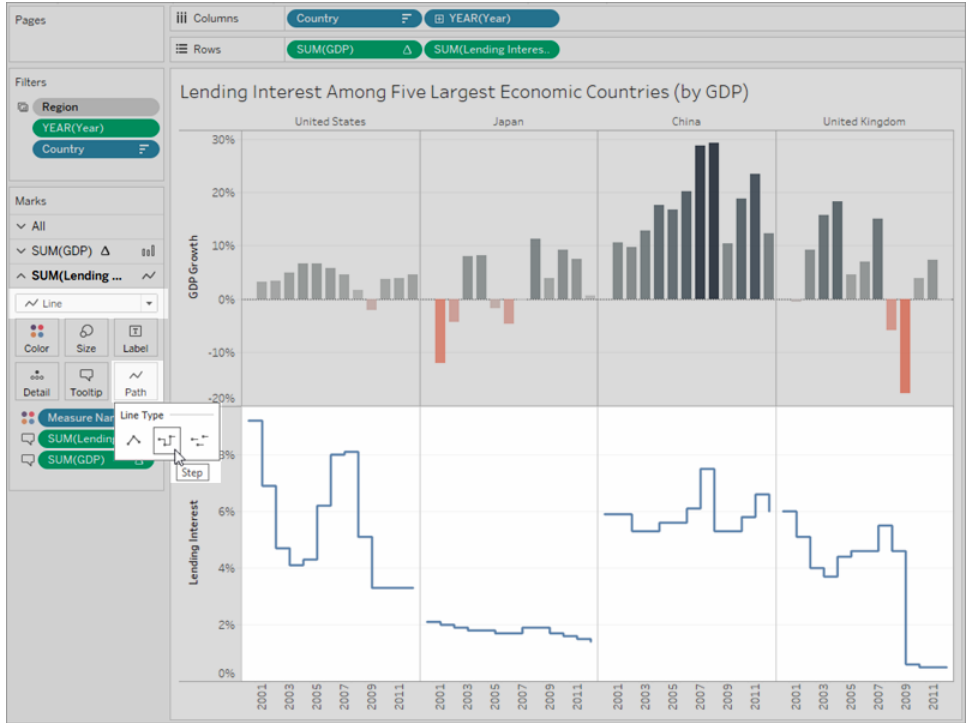 Pages
Columns
Country
YEAR(Year)
Rows
SUM(GDP)
SUM(Lending Interes..
Filters
Region
YEAR(Year)
Country
Marks
All
SUM(GDP)
SUM(Lending ...
Line
Color
Size
Label
Detail
Tooltip
Path
Measure Nar
SUM(Lending
SUM(GDP)
Line Type
Step
Lending Interest Among Five Largest Economic Countries (by GDP)
United States
Japan
China
United Kingdom
GDP Growth
30%
20%
10%
0%
-10%
-20%
Lending Interest
8%
6%
4%
2%
0%
2001 2003 2005 2007 2009 2011
2001 2003 2005 2007 2009 2011
2001 2003 2005 2007 2009 2011
2001 2003 2005 2007 2009 2011